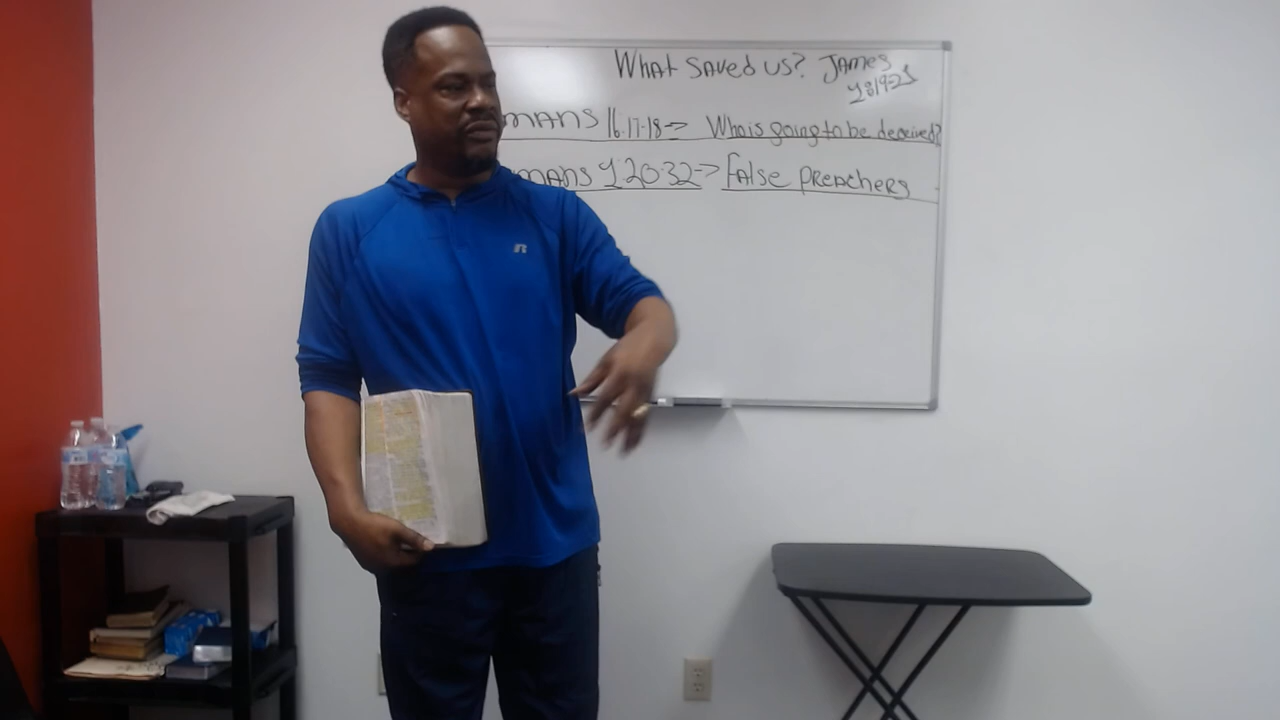 What saved us? James
mans 16:17-18-> Who is going to be deceived?
mans 1:20-32-> False preachers